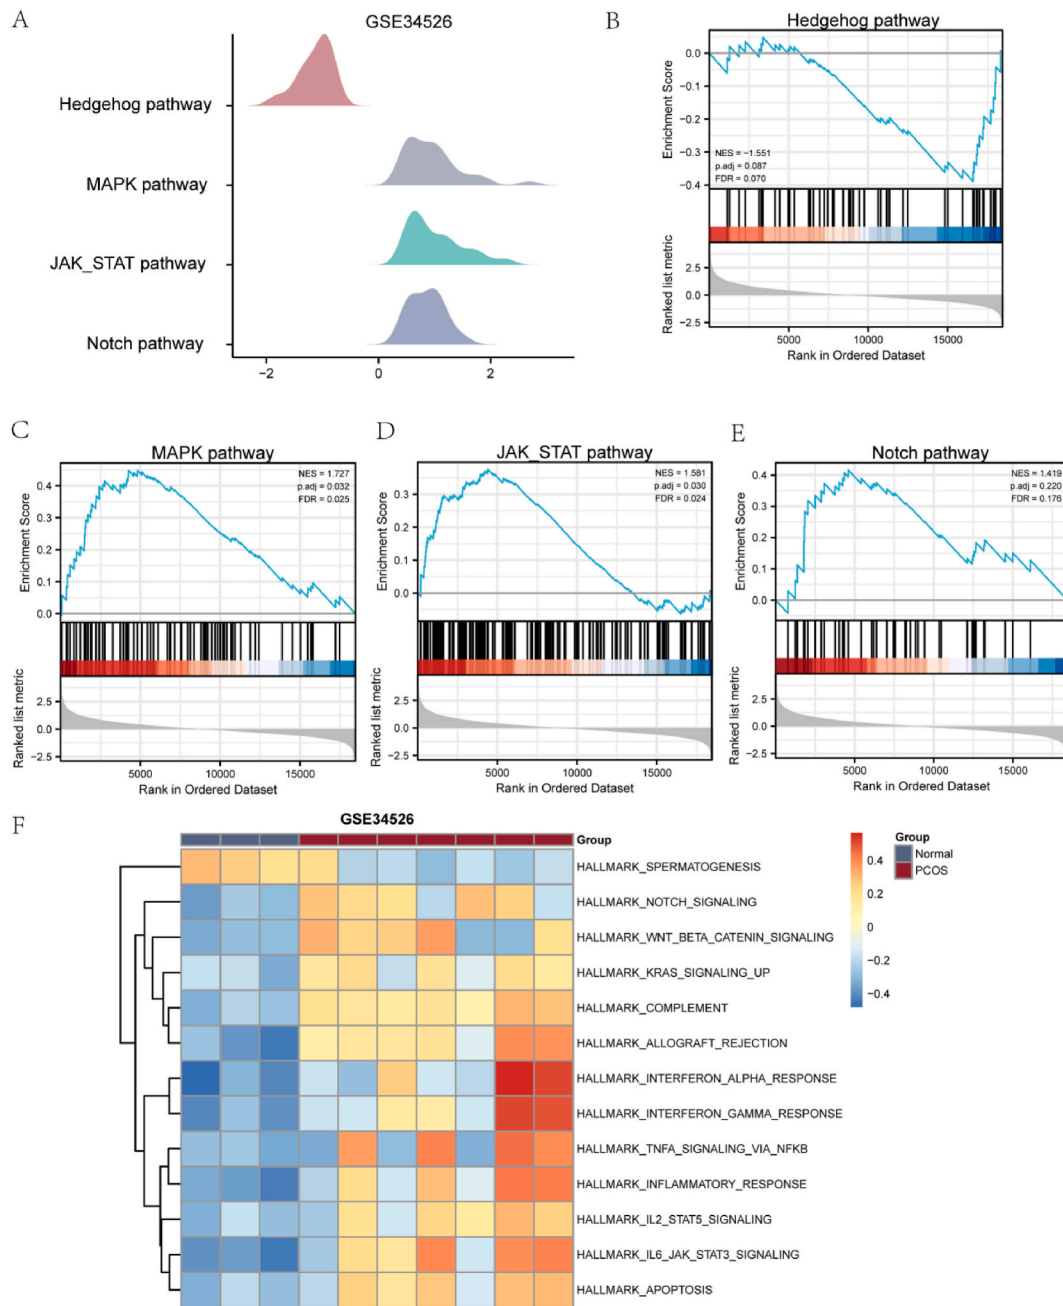 A
GSE34526
Hedgehog pathway
MAPK pathway
JAK_STAT pathway
Notch pathway
−2 0 2
B
Hedgehog pathway
Enrichment Score
0.0
−0.1
−0.2
−0.3
−0.4
NES = −1.551
p.adj = 0.087
FDR = 0.070
Ranked list metric
2.5
0.0
−2.5
5000 10000 15000
Rank in Ordered Dataset
C
MAPK pathway
Enrichment Score
0.4
0.3
0.2
0.1
0.0
NES = 1.727
p.adj = 0.032
FDR = 0.025
Ranked list metric
2.5
0.0
−2.5
5000 10000 15000
Rank in Ordered Dataset
D
JAK_STAT pathway
Enrichment Score
0.3
0.2
0.1
0.0
NES = 1.581
p.adj = 0.030
FDR = 0.024
Ranked list metric
2.5
0.0
−2.5
5000 10000 15000
Rank in Ordered Dataset
E
Notch pathway
Enrichment Score
0.4
0.3
0.2
0.1
0.0
NES = 1.419
p.adj = 0.220
FDR = 0.176
Ranked list metric
2.5
0.0
−2.5
5000 10000 15000
Rank in Ordered Dataset
F
GSE34526
Group
HALLMARK_SPERMATOGENESIS
HALLMARK_NOTCH_SIGNALING
HALLMARK_WNT_BETA_CATENIN_SIGNALING
HALLMARK_KRAS_SIGNALING_UP
HALLMARK_COMPLEMENT
HALLMARK_ALLOGRAFT_REJECTION
HALLMARK_INTERFERON_ALPHA_RESPONSE
HALLMARK_INTERFERON_GAMMA_RESPONSE
HALLMARK_TNFA_SIGNALING_VIA_NFKB
HALLMARK_INFLAMMATORY_RESPONSE
HALLMARK_IL2_STAT5_SIGNALING
HALLMARK_IL6_JAK_STAT3_SIGNALING
HALLMARK_APOPTOSIS
0.4
0.2
0
−0.2
−0.4
Group
Normal
PCOS